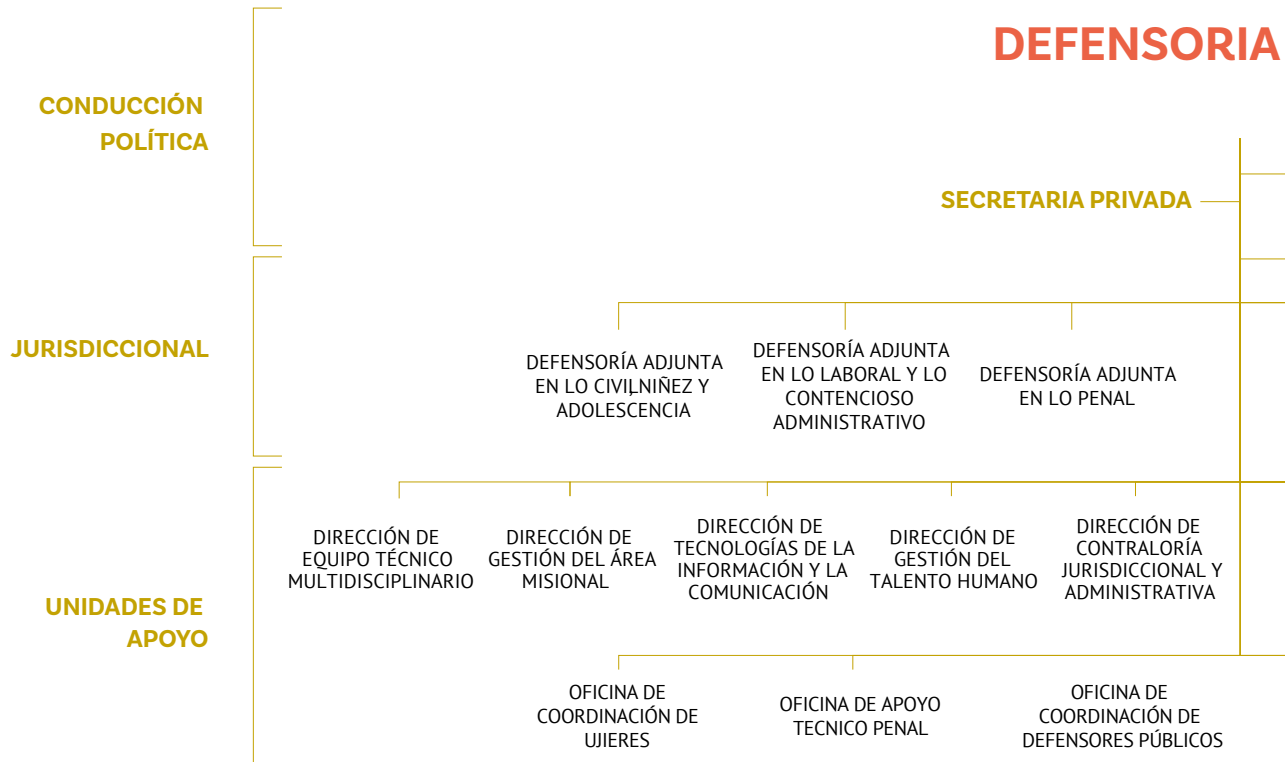 DEFENSORIA
CONDUCCIÓN
POLÍTICA
SECRETARIA PRIVADA
JURISDICCIONAL
DEFENSORÍA ADJUNTA
EN LO CIVIL,NIÑEZ Y
ADOLESCENCIA
DEFENSORÍA ADJUNTA
EN LO LABORAL Y LO
CONTENCIOSO
ADMINISTRATIVO
DEFENSORÍA ADJUNTA
EN LO PENAL
UNIDADES DE
APOYO
DIRECCIÓN DE
EQUIPO TÉCNICO
MULTIDISCIPLINARIO
DIRECCIÓN DE
GESTIÓN DEL ÁREA
MISIONAL
DIRECCIÓN DE
TECNOLOGÍAS DE LA
INFORMACIÓN Y LA
COMUNICACIÓN
DIRECCIÓN DE
GESTIÓN DEL
TALENTO HUMANO
DIRECCIÓN DE
CONTRALORÍA
JURISDICCIONAL Y
ADMINISTRATIVA
OFICINA DE
COORDINACIÓN DE
UJIERES
OFICINA DE APOYO
TECNICO PENAL
OFICINA DE
COORDINACIÓN DE
DEFENSORES PÚBLICOS